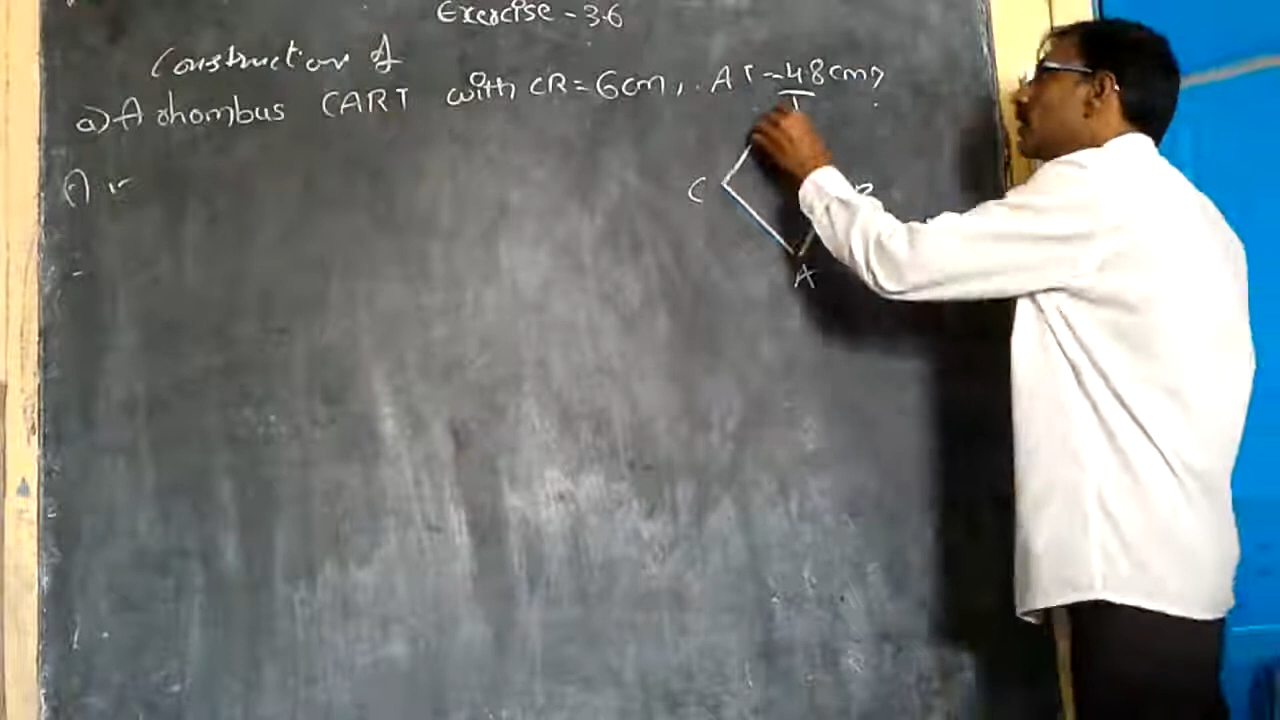 Exercise - 3.6
Construction of
a) A rhombus CART with CR = 6cm, AT = 4.8cm,
T
C
R
A